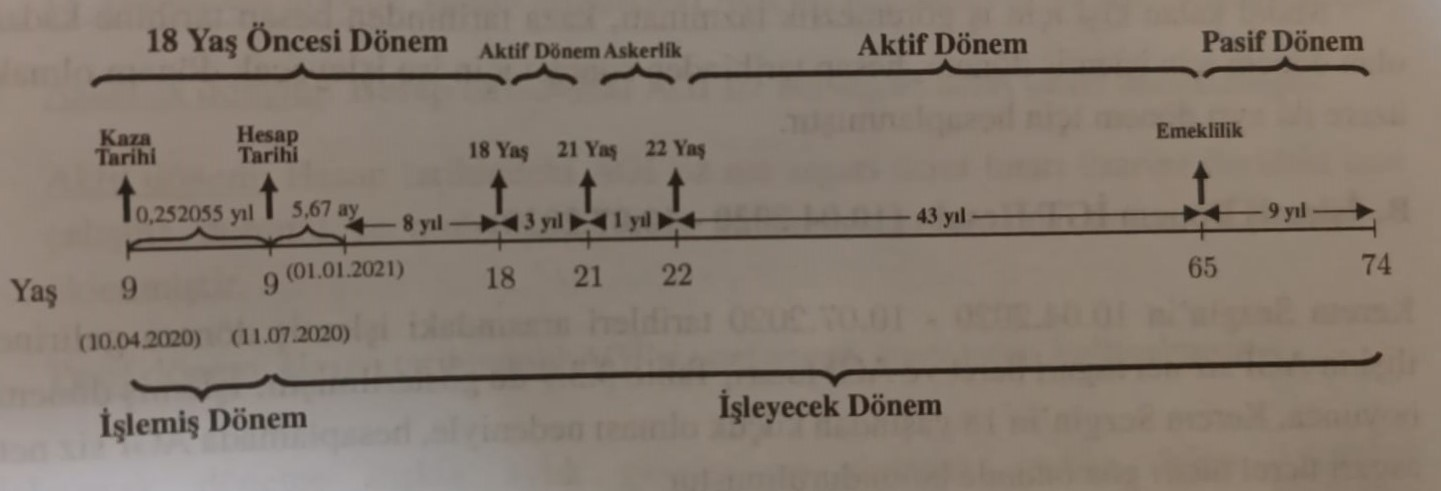 18 Yaş Öncesi Dönem Aktif Dönem Askerlik Aktif Dönem Pasif Dönem
Kaza Tarihi
Hesap Tarihi
18 Yaş 21 Yaş 22 Yaş Emeklilik
0,252055 yıl 5,67 ay 8 yıl 3 yıl 1 yıl 43 yıl 9 yıl
Yaş 9 9 (01.01.2021) 18 21 22 65 74
(10.04.2020) (11.07.2020)
İşlemiş Dönem İşleyecek Dönem